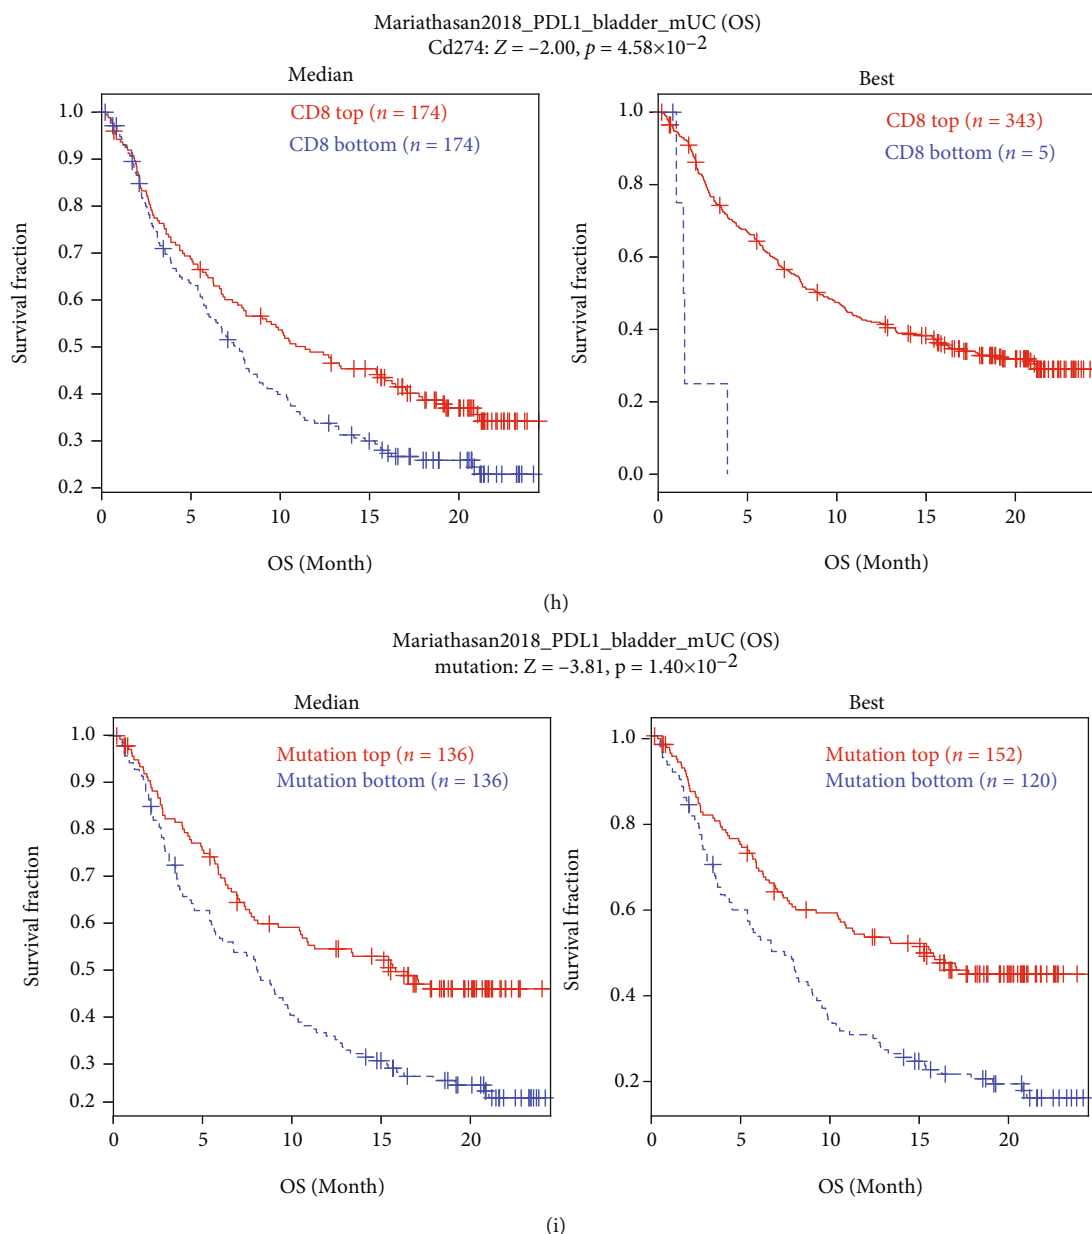 Mariathasan2018_PDL1_bladder_mUC (OS)
Cd274: Z = –2.00, p = 4.58×10–2
Median
Best
CD8 top (n = 174)
CD8 bottom (n = 174)
CD8 top (n = 343)
CD8 bottom (n = 5)
Survival fraction
1.0
0.9
0.8
0.7
0.6
0.5
0.4
0.3
0.2
0 5 10 15 20
OS (Month)
Survival fraction
1.0
0.8
0.6
0.4
0.2
0.0
0 5 10 15 20
OS (Month)
(h)
Mariathasan2018_PDL1_bladder_mUC (OS)
mutation: Z = –3.81, p = 1.40×10–2
Median
Best
Mutation top (n = 136)
Mutation bottom (n = 136)
Mutation top (n = 152)
Mutation bottom (n = 120)
Survival fraction
1.0
0.9
0.8
0.7
0.6
0.5
0.4
0.3
0.2
0 5 10 15 20
OS (Month)
Survival fraction
1.0
0.8
0.6
0.4
0.2
0 5 10 15 20
OS (Month)
(i)